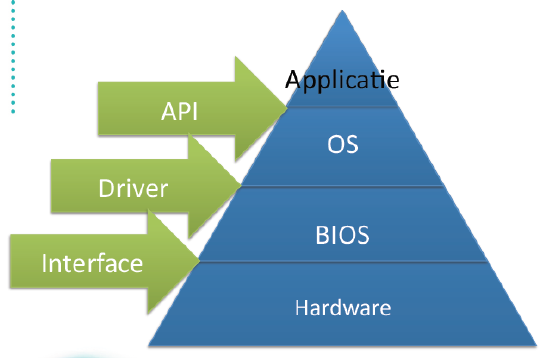 Applicatie
API
OS
Driver
BIOS
Interface
Hardware